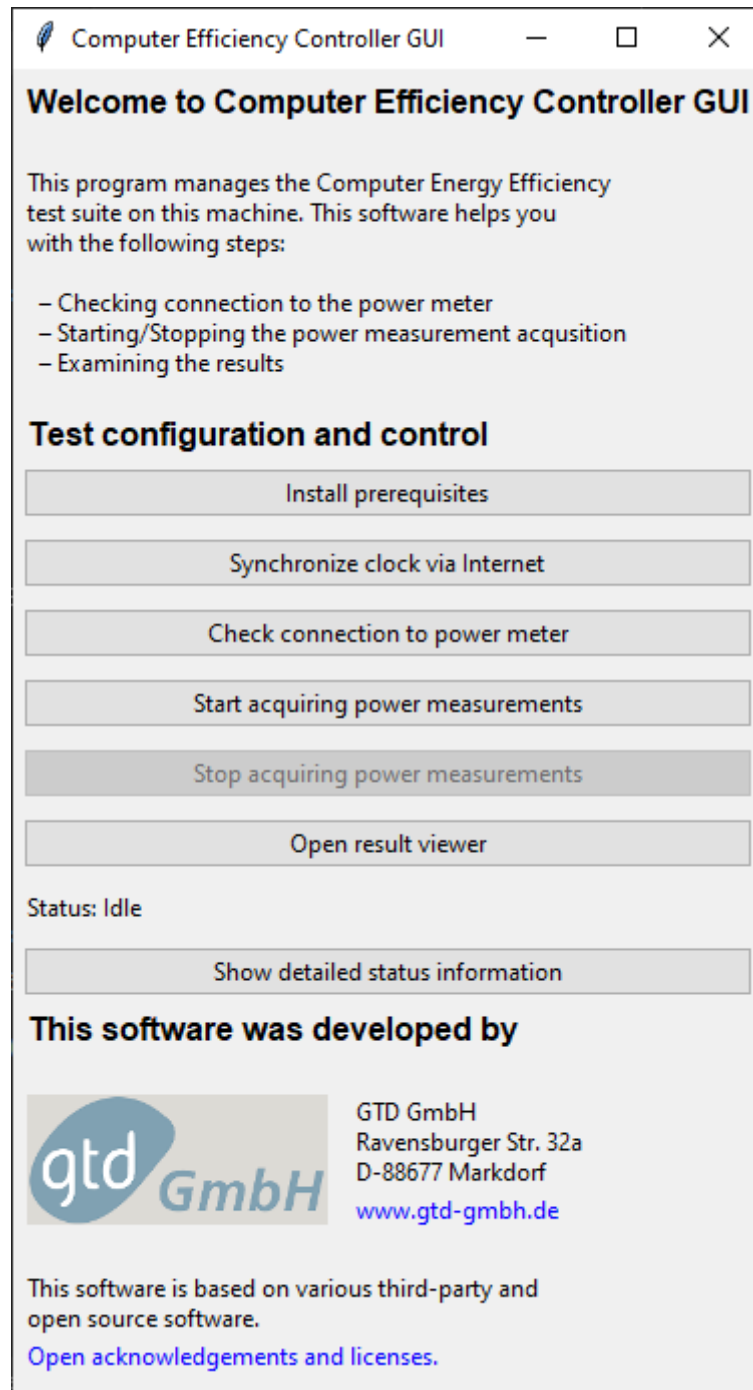 Computer Efficiency Controller GUI
Welcome to Computer Efficiency Controller GUI
This program manages the Computer Energy Efficiency
test suite on this machine. This software helps you
with the following steps:
– Checking connection to the power meter
– Starting/Stopping the power measurement acqusition
– Examining the results
Test configuration and control
Install prerequisites
Synchronize clock via Internet
Check connection to power meter
Start acquiring power measurements
Stop acquiring power measurements
Open result viewer
Status: Idle
Show detailed status information
This software was developed by
gtd GmbH
GTD GmbH
Ravensburger Str. 32a
D-88677 Markdorf
www.gtd-gmbh.de
This software is based on various third-party and
open source software.
Open acknowledgements and licenses.